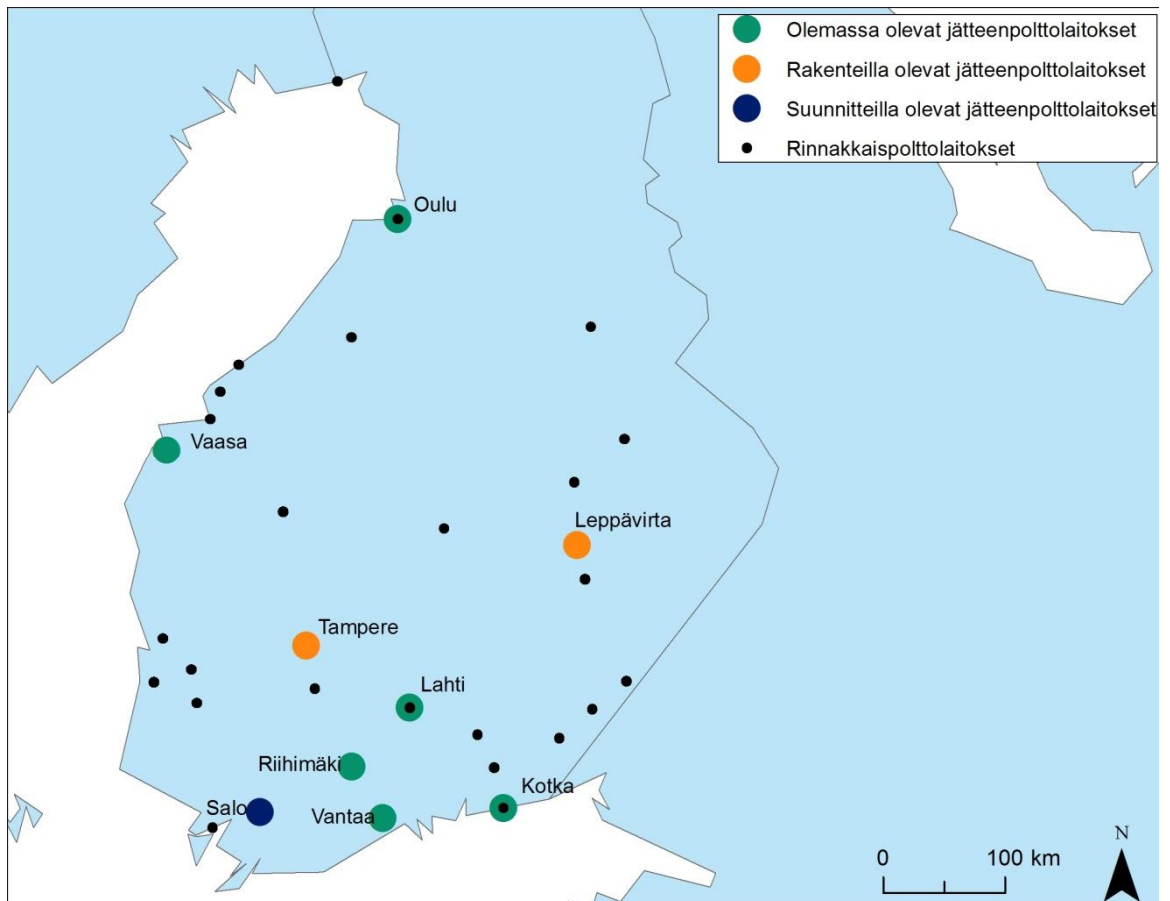 Olemassa olevat jätteenpolttolaitokset
Rakenteilla olevat jätteenpolttolaitokset
Suunnitteilla olevat jätteenpolttolaitokset
Rinnakkaispolttolaitokset
Oulu
Vaasa
Leppävirta
Tampere
Lahti
Riihimäki
Kotka
Salo
Vantaa
N
0 100 km